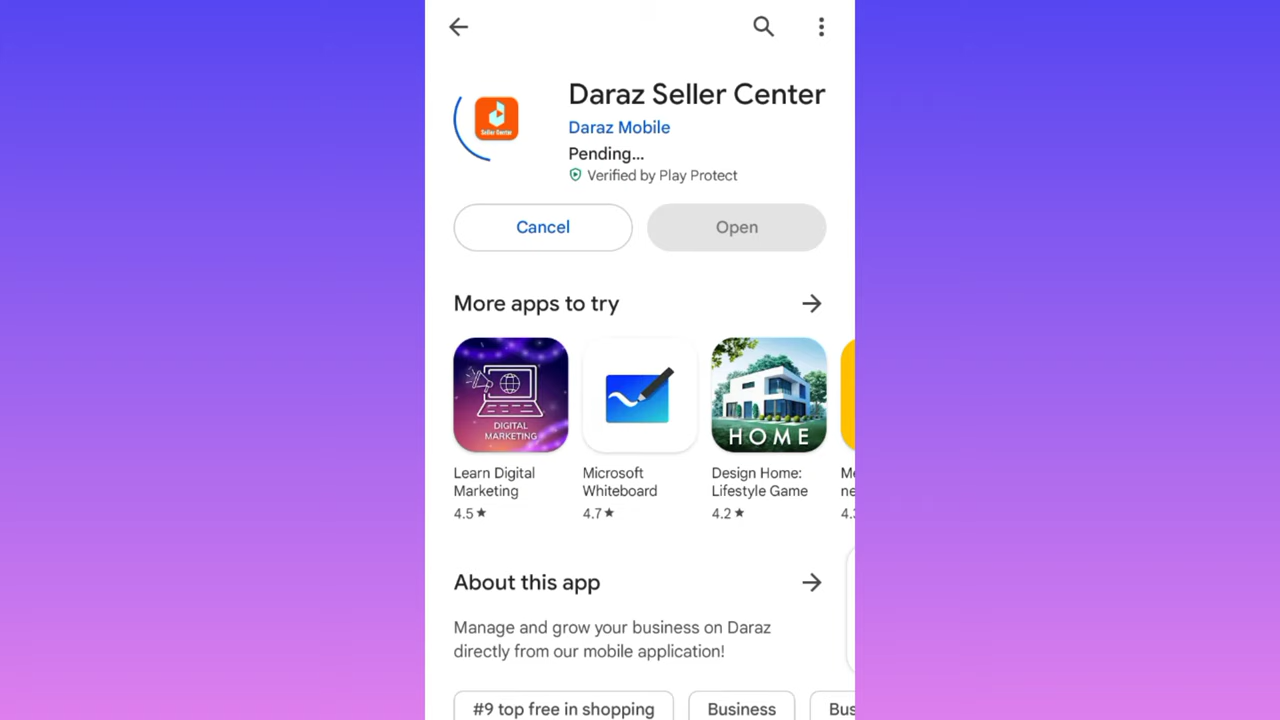 Daraz Seller Center
Seller Center
Daraz Mobile
Pending...
Verified by Play Protect
Cancel
Open
More apps to try
DIGITAL
MARKETING
HOME
Learn Digital
Marketing
4.5★
Microsoft
Whiteboard
4.7★
Design Home:
Lifestyle Game
4.2★
About this app
Manage and grow your business on Daraz
directly from our mobile application!
#9 top free in shopping
Business